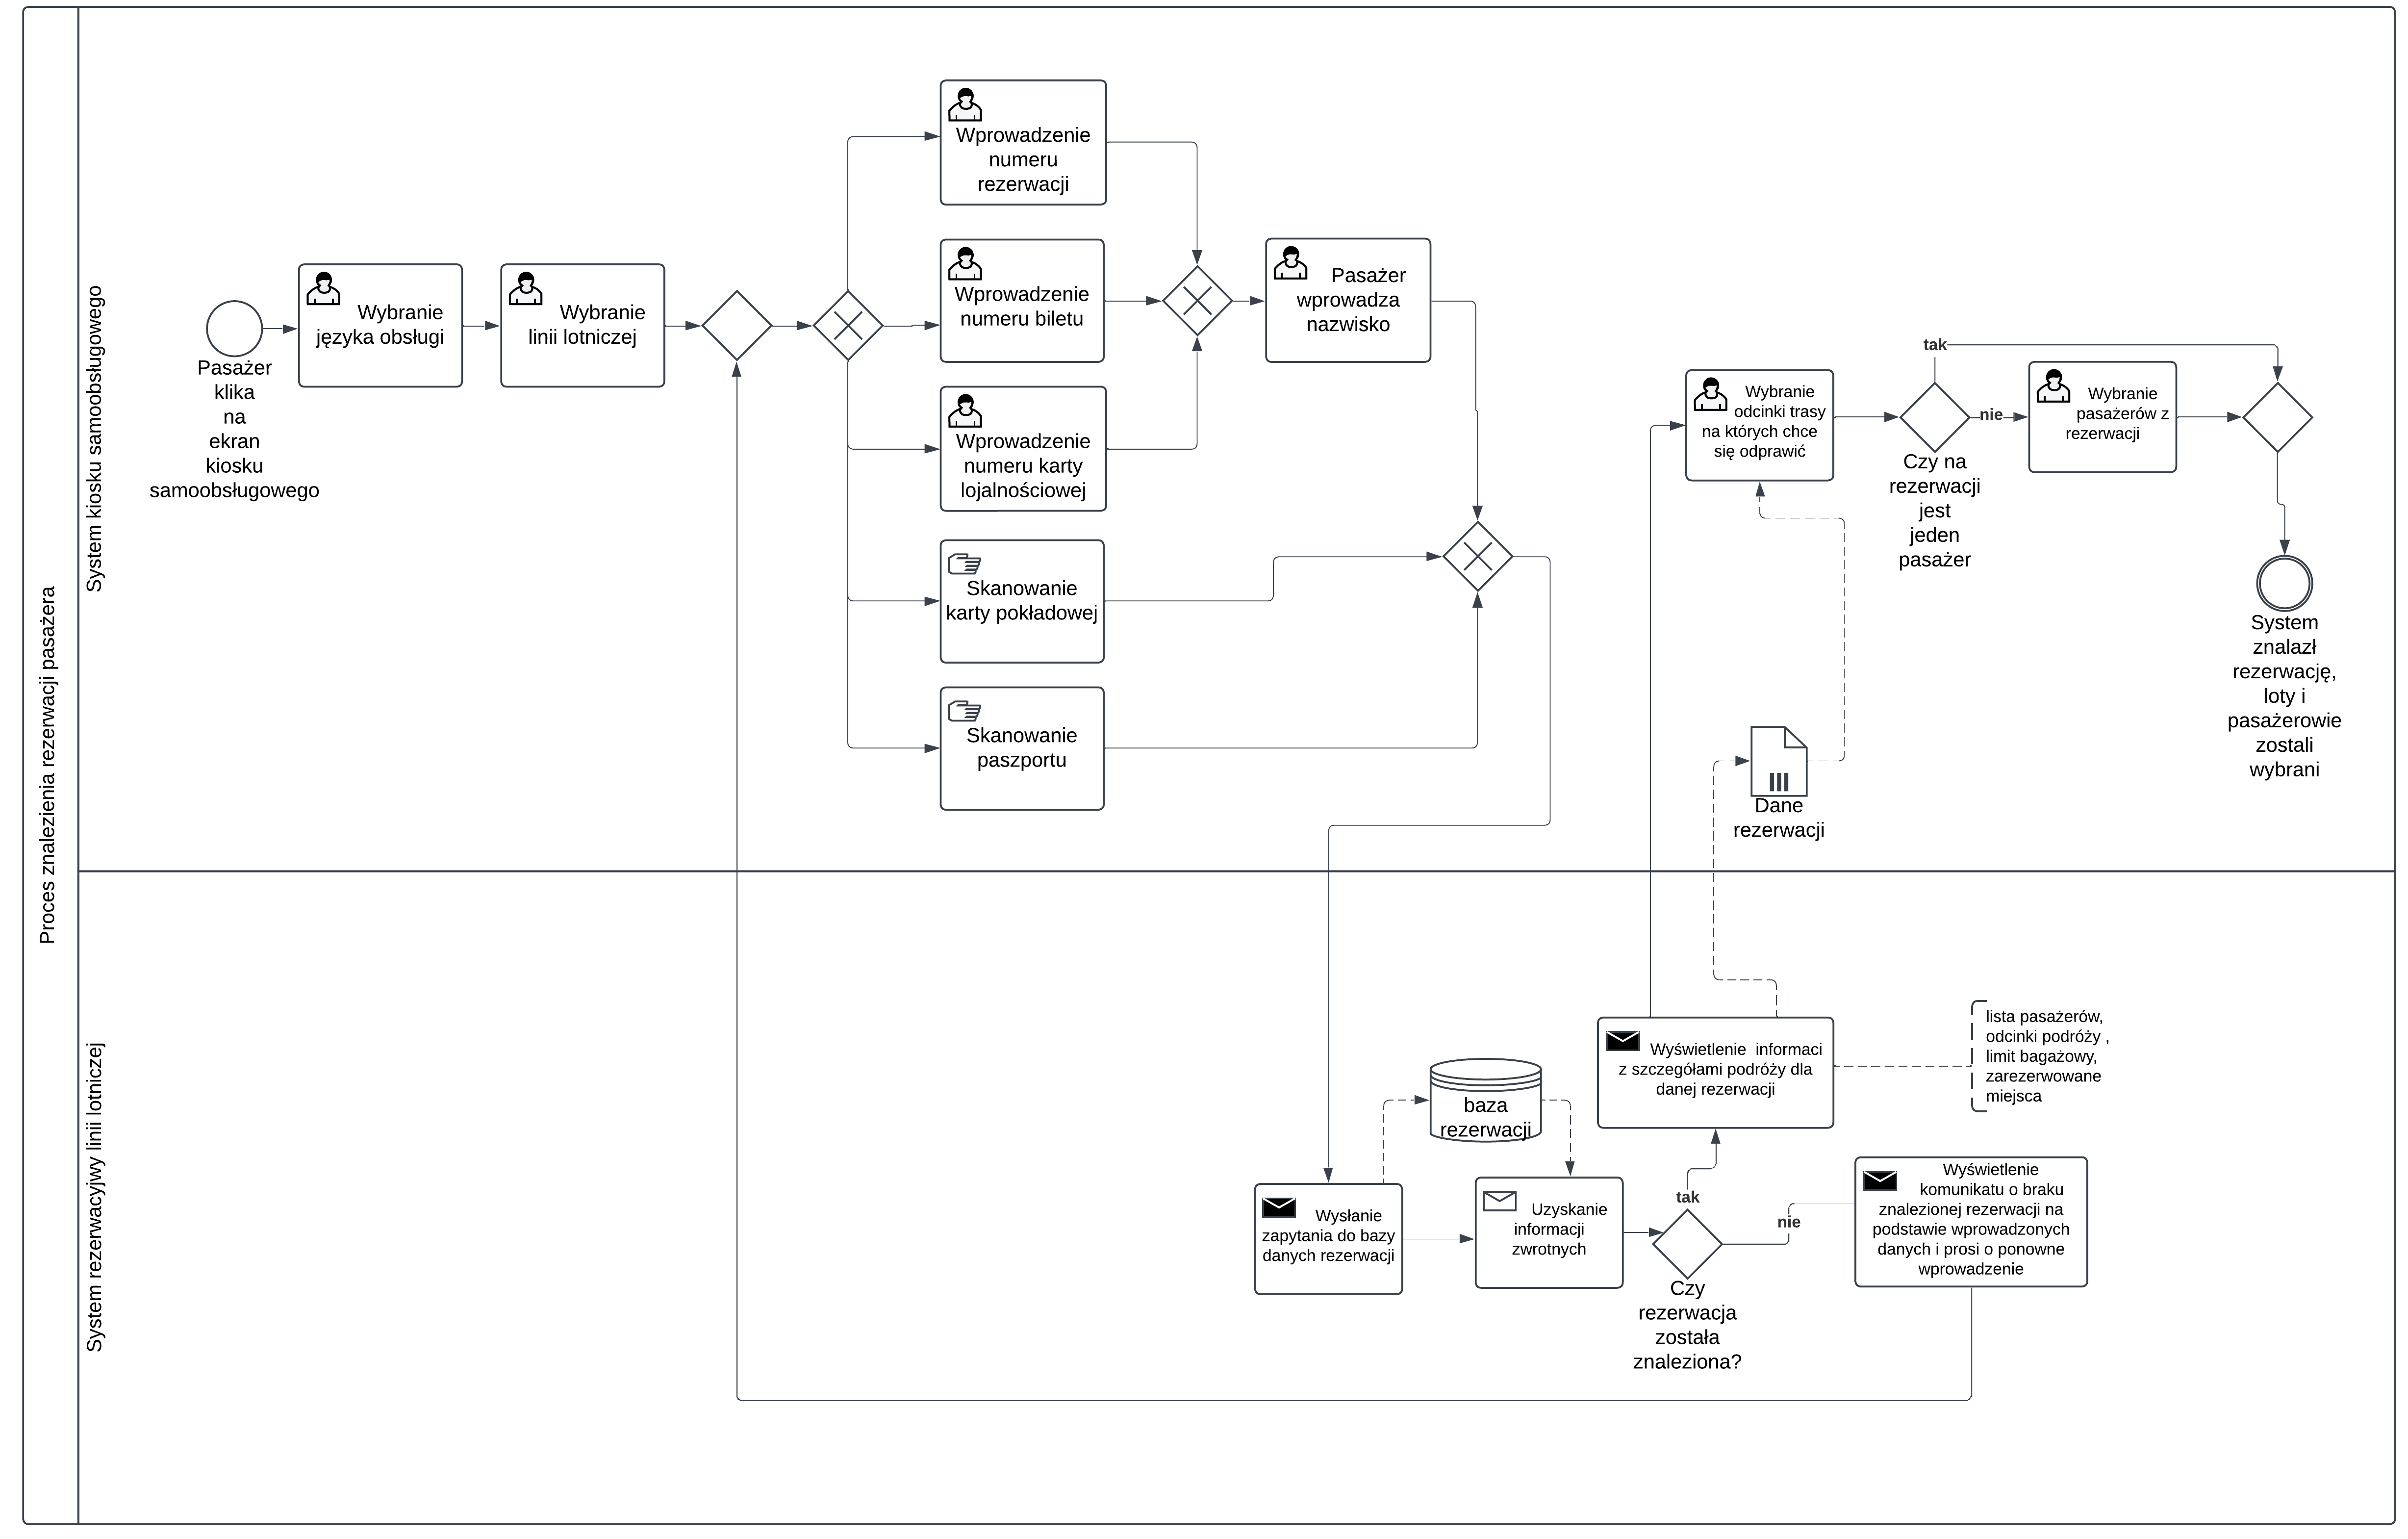 Proces znalezienia rezerwacji pasażera
System kiosku samoobsługowego
Pasażer
klika
na
ekran
kiosku
samoobsługowego
Wybranie
języka obsługi
Wybranie
linii lotniczej
Wprowadzenie
numeru
rezerwacji
Wprowadzenie
numeru biletu
Wprowadzenie
numeru karty
lojalnościowej
Skanowanie
karty pokładowej
Skanowanie
paszportu
Pasażer
wprowadza
nazwisko
Wybranie
odcinki trasy
na których chce
się odprawić
tak
nie
Czy na
rezerwacji
jest
jeden
pasażer
Wybranie
pasażerów z
rezerwacji
System
znalazł
rezerwację,
loty i
pasażerowie
zostali
wybrani
Dane
rezerwacji
System rezerwacyjwy linii lotniczej
Wysłanie
zapytania do bazy
danych rezerwacji
baza
rezerwacji
Uzyskanie
informacji
zwrotnych
tak
nie
Czy
rezerwacja
została
znaleziona?
Wyświetlenie informaci
z szczegółami podróży dla
danej rezerwacji
lista pasażerów,
odcinki podróży ,
limit bagażowy,
zarezerwowane
miejsca
Wyświetlenie
komunikatu o braku
znalezionej rezerwacji na
podstawie wprowadzonych
danych i prosi o ponowne
wprowadzenie